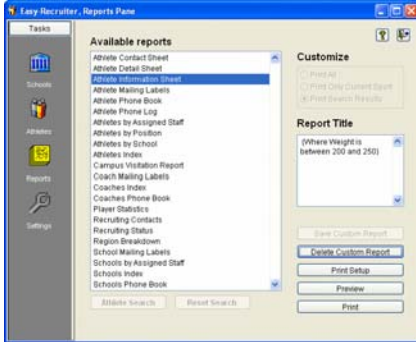 Easy-Recruiter, Reports Pane
Tasks
Schools
Athletes
Reports
Settings
Available reports
Athlete Contact Sheet
Athlete Detail Sheet
Athlete Information Sheet
Athlete Mailing Labels
Athlete Phone Book
Athlete Phone Log
Athletes by Assigned Staff
Athletes by Position
Athletes by School
Athletes Index
Campus Visitation Report
Coach Mailing Labels
Coaches Index
Coaches Phone Book
Player Statistics
Recruiting Contacts
Recruiting Status
Region Breakdown
School Mailing Labels
Schools by Assigned Staff
Schools Index
Schools Phone Book
Athlete Search
Reset Search
Customize
Print All
Print Only Current Sport
Print Search Results
Report Title
(Where Weight is
between 200 and 250)
Save Custom Report
Delete Custom Report
Print Setup
Preview
Print